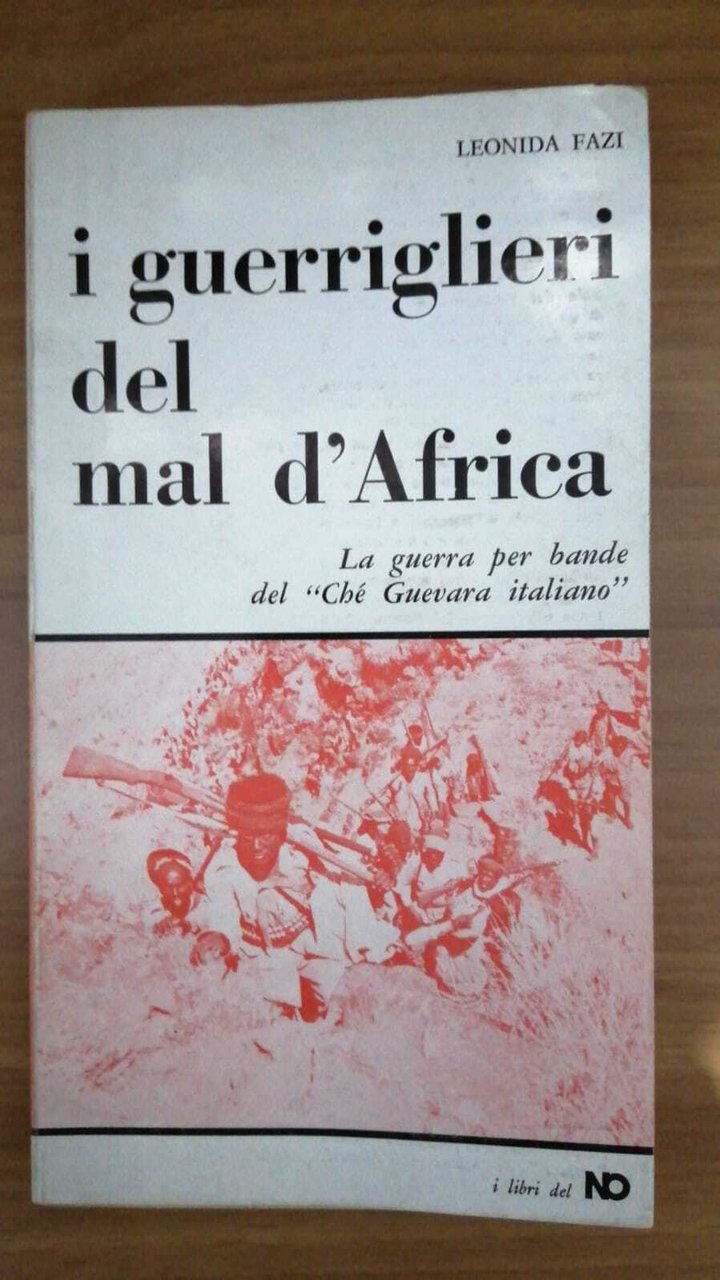 LEONIDA FAZI
i guerriglieri
del
mal d'Africa
La guerra per bande
del "Ché Guevara italiano"
i libri del NO